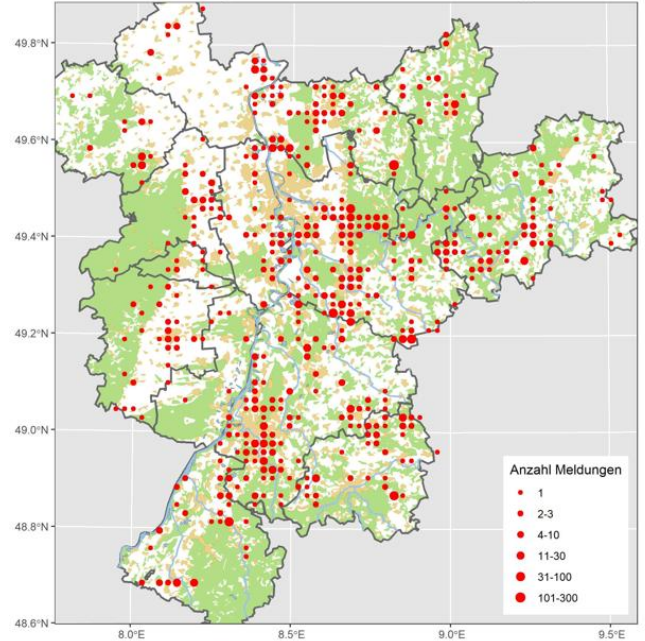 49.8°N
49.6°N
49.4°N
49.2°N
49.0°N
48.8°N
48.6°N
Anzahl Meldungen
1
2-3
4-10
11-30
31-100
101-300
8.0°E 8.5°E 9.0°E 9.5°E